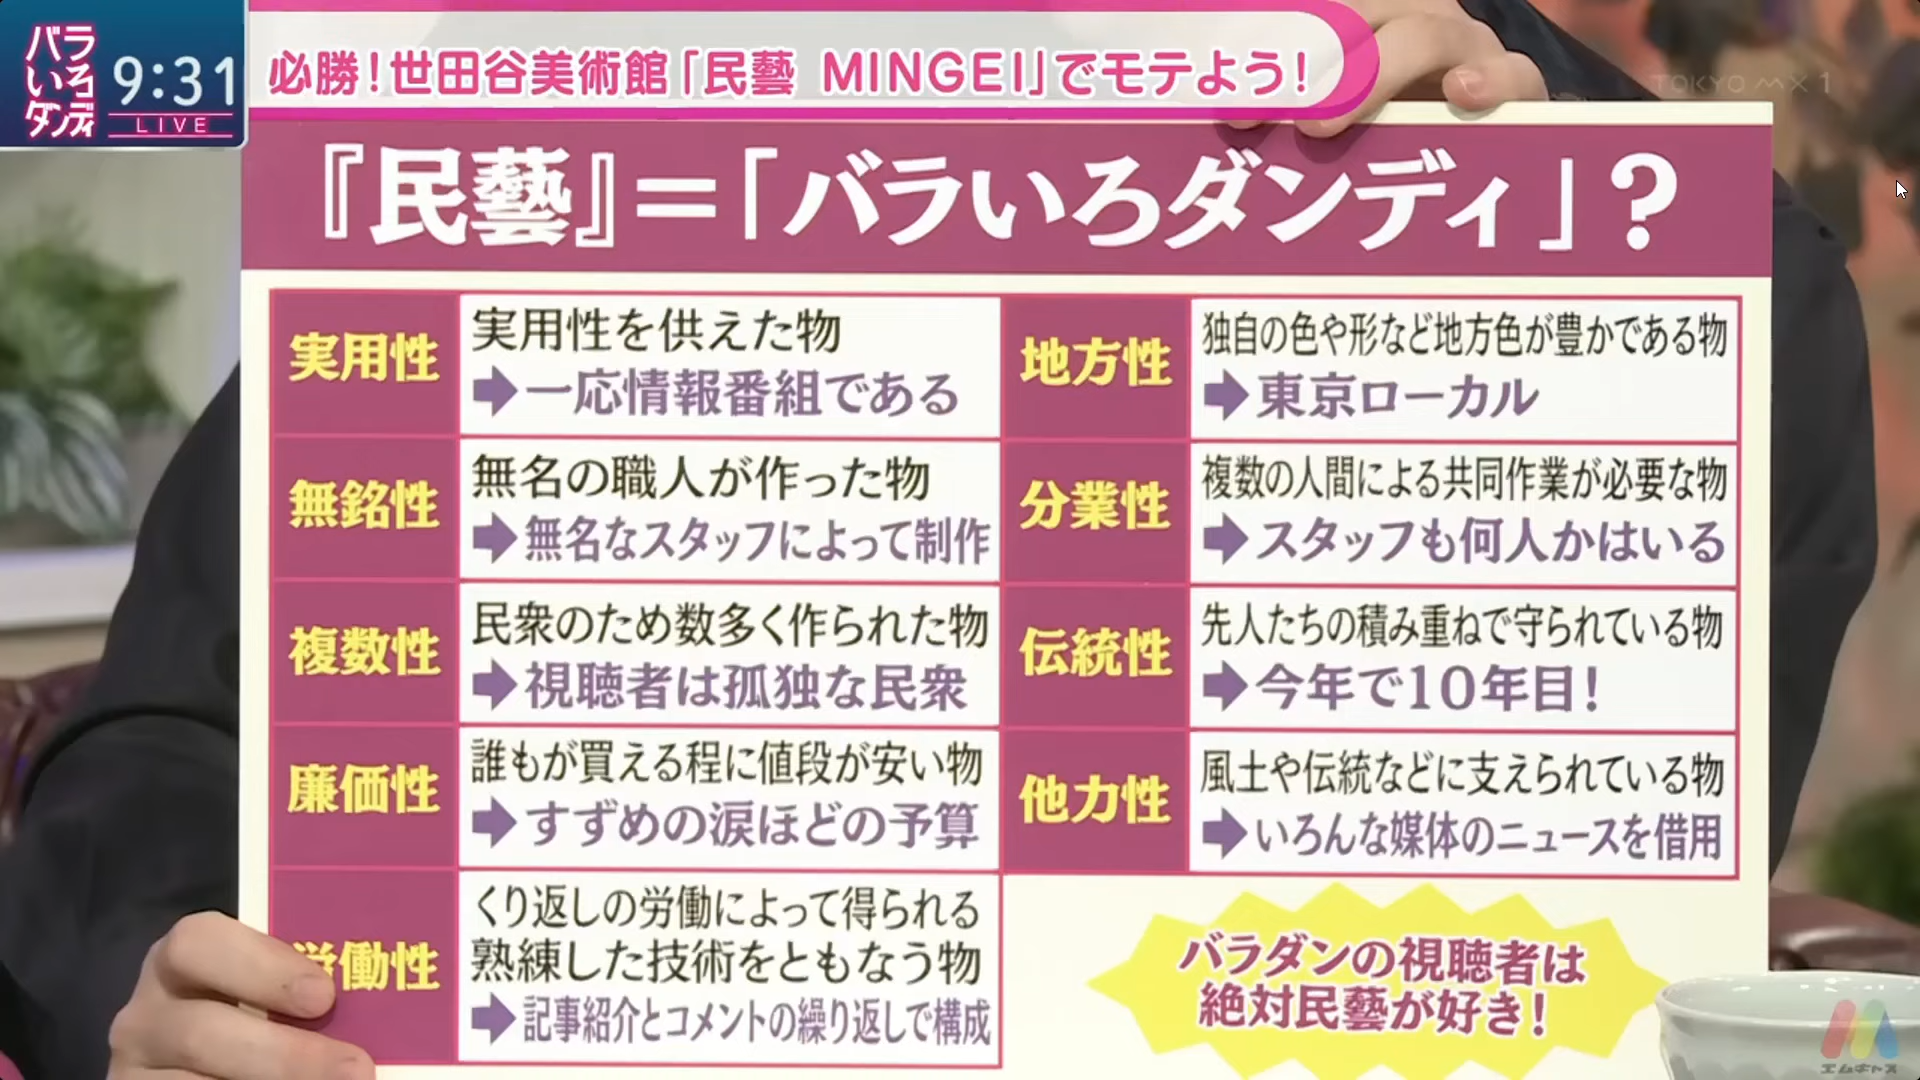 バラいろダンディ
9:31
LIVE
必勝！世田谷美術館「民藝 MINGEI」でモテよう！
TOKYO MX1
『民藝』＝「バラいろダンディ」？
実用性
実用性を供えた物
➡一応情報番組である
無銘性
無名の職人が作った物
➡無名なスタッフによって制作
複数性
民衆のため数多く作られた物
➡視聴者は孤独な民衆
廉価性
誰もが買える程に値段が安い物
➡すずめの涙ほどの予算
労働性
くり返しの労働によって得られる
熟練した技術をともなう物
➡記事紹介とコメントの繰り返しで構成
地方性
独自の色や形など地方色が豊かである物
➡東京ローカル
分業性
複数の人間による共同作業が必要な物
➡スタッフも何人かはいる
伝統性
先人たちの積み重ねで守られている物
➡今年で10年目！
他力性
風土や伝統などに支えられている物
➡いろんな媒体のニュースを借用
バラダンの視聴者は
絶対民藝が好き！
エムキャス